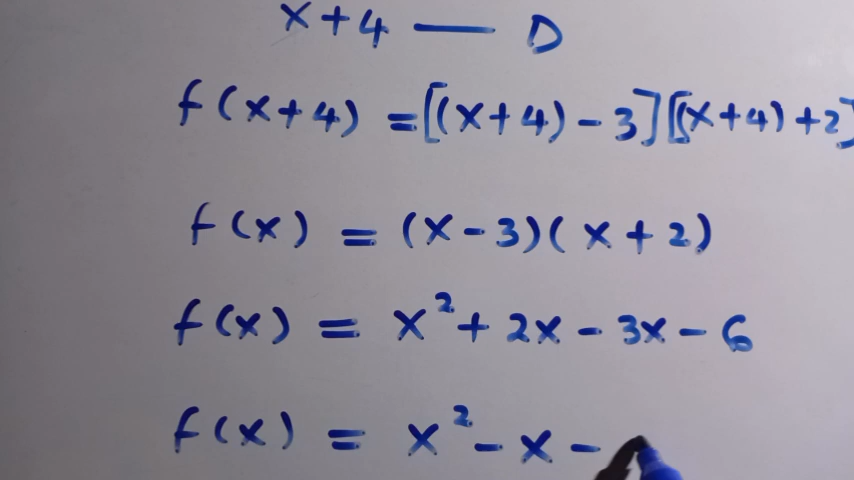 x+4 — D
f(x+4) = [(x+4)-3][(x+4)+2]
f(x) = (x-3)(x+2)
f(x) = x²+2x-3x-6
f(x) = x²-x-